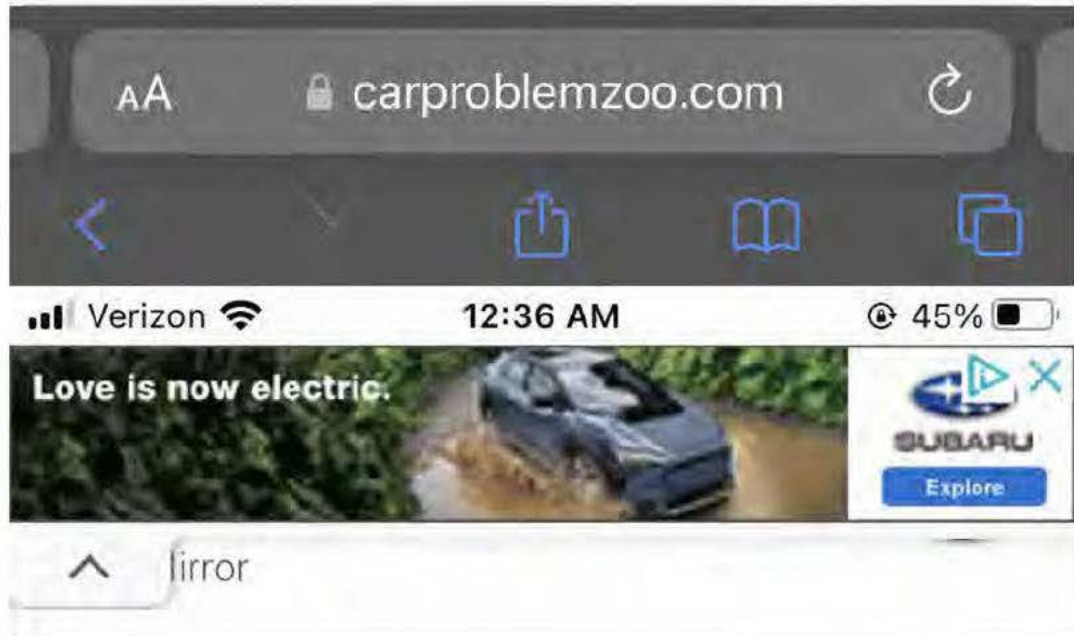 AA carproblemzoo.com
Verizon 12:36 AM 45%
Love is now electric.
SUBARU
Explore
lirror